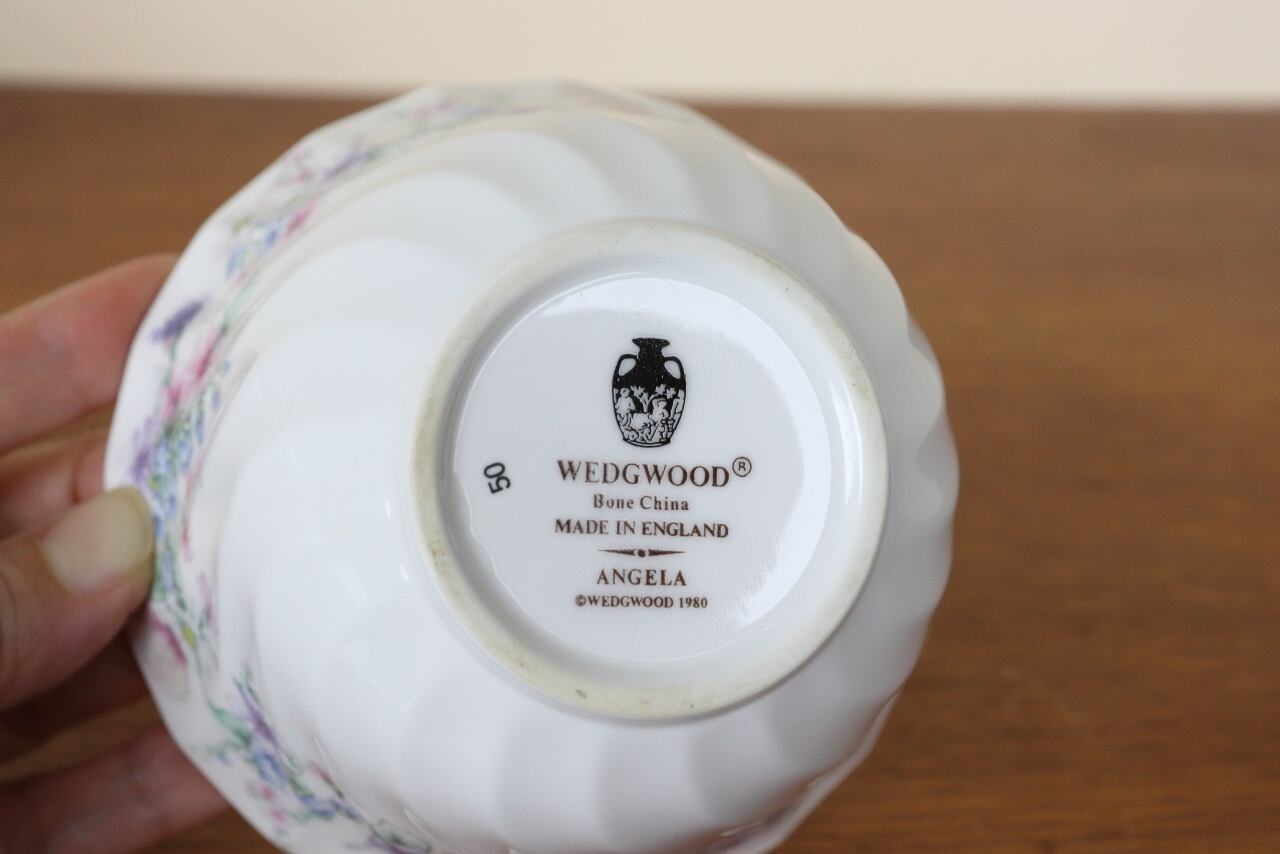 WEDGWOOD®
Bone China
MADE IN ENGLAND
ANGELA
©WEDGWOOD 1980
50